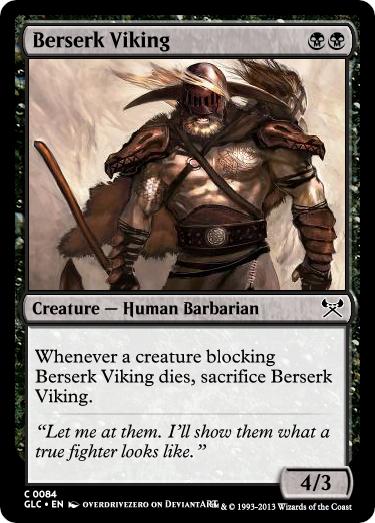 Berserk Viking
Creature — Human Barbarian
Whenever a creature blocking
Berserk Viking dies, sacrifice Berserk
Viking.
“Let me at them. I’ll show them what a
true fighter looks like.”
4/3
C 0084
GLC • EN OVERDRIVEZERO ON DEVIANTART & © 1993-2013 Wizards of the Coast